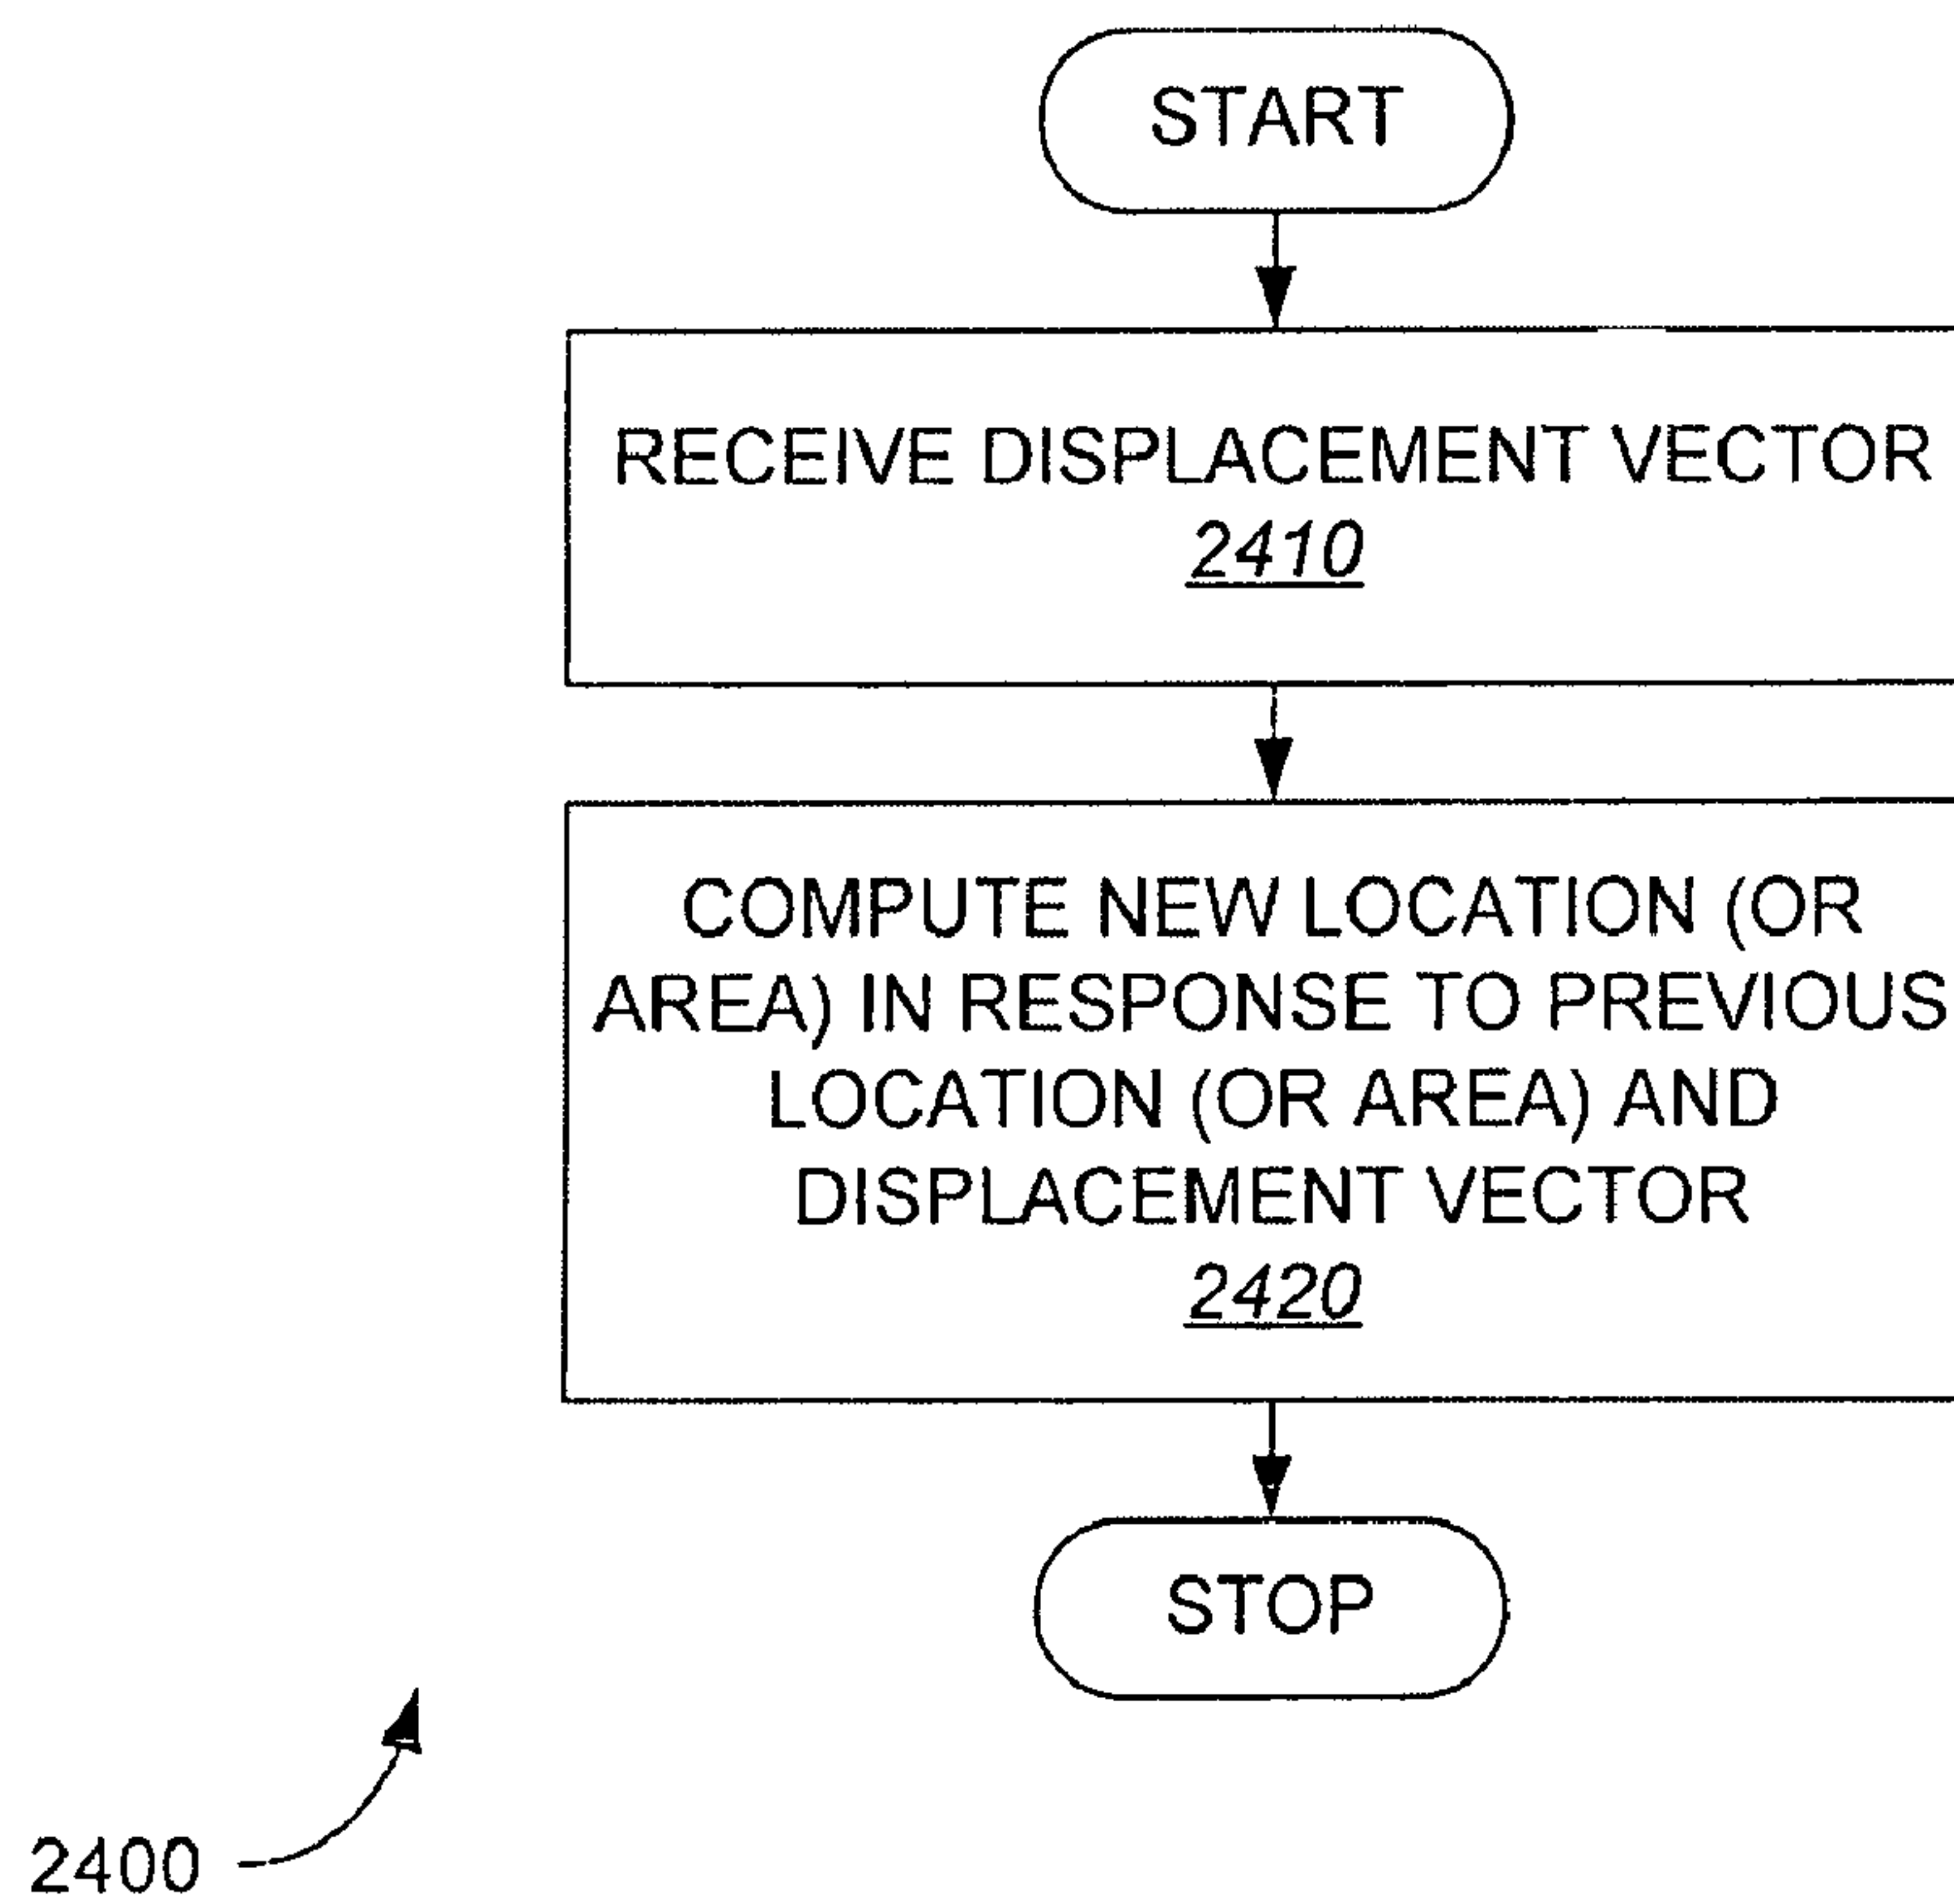 START
RECEIVE DISPLACEMENT VECTOR
2410
COMPUTE NEW LOCATION (OR
AREA) IN RESPONSE TO PREVIOUS
LOCATION (OR AREA) AND
DISPLACEMENT VECTOR
2420
STOP
2400